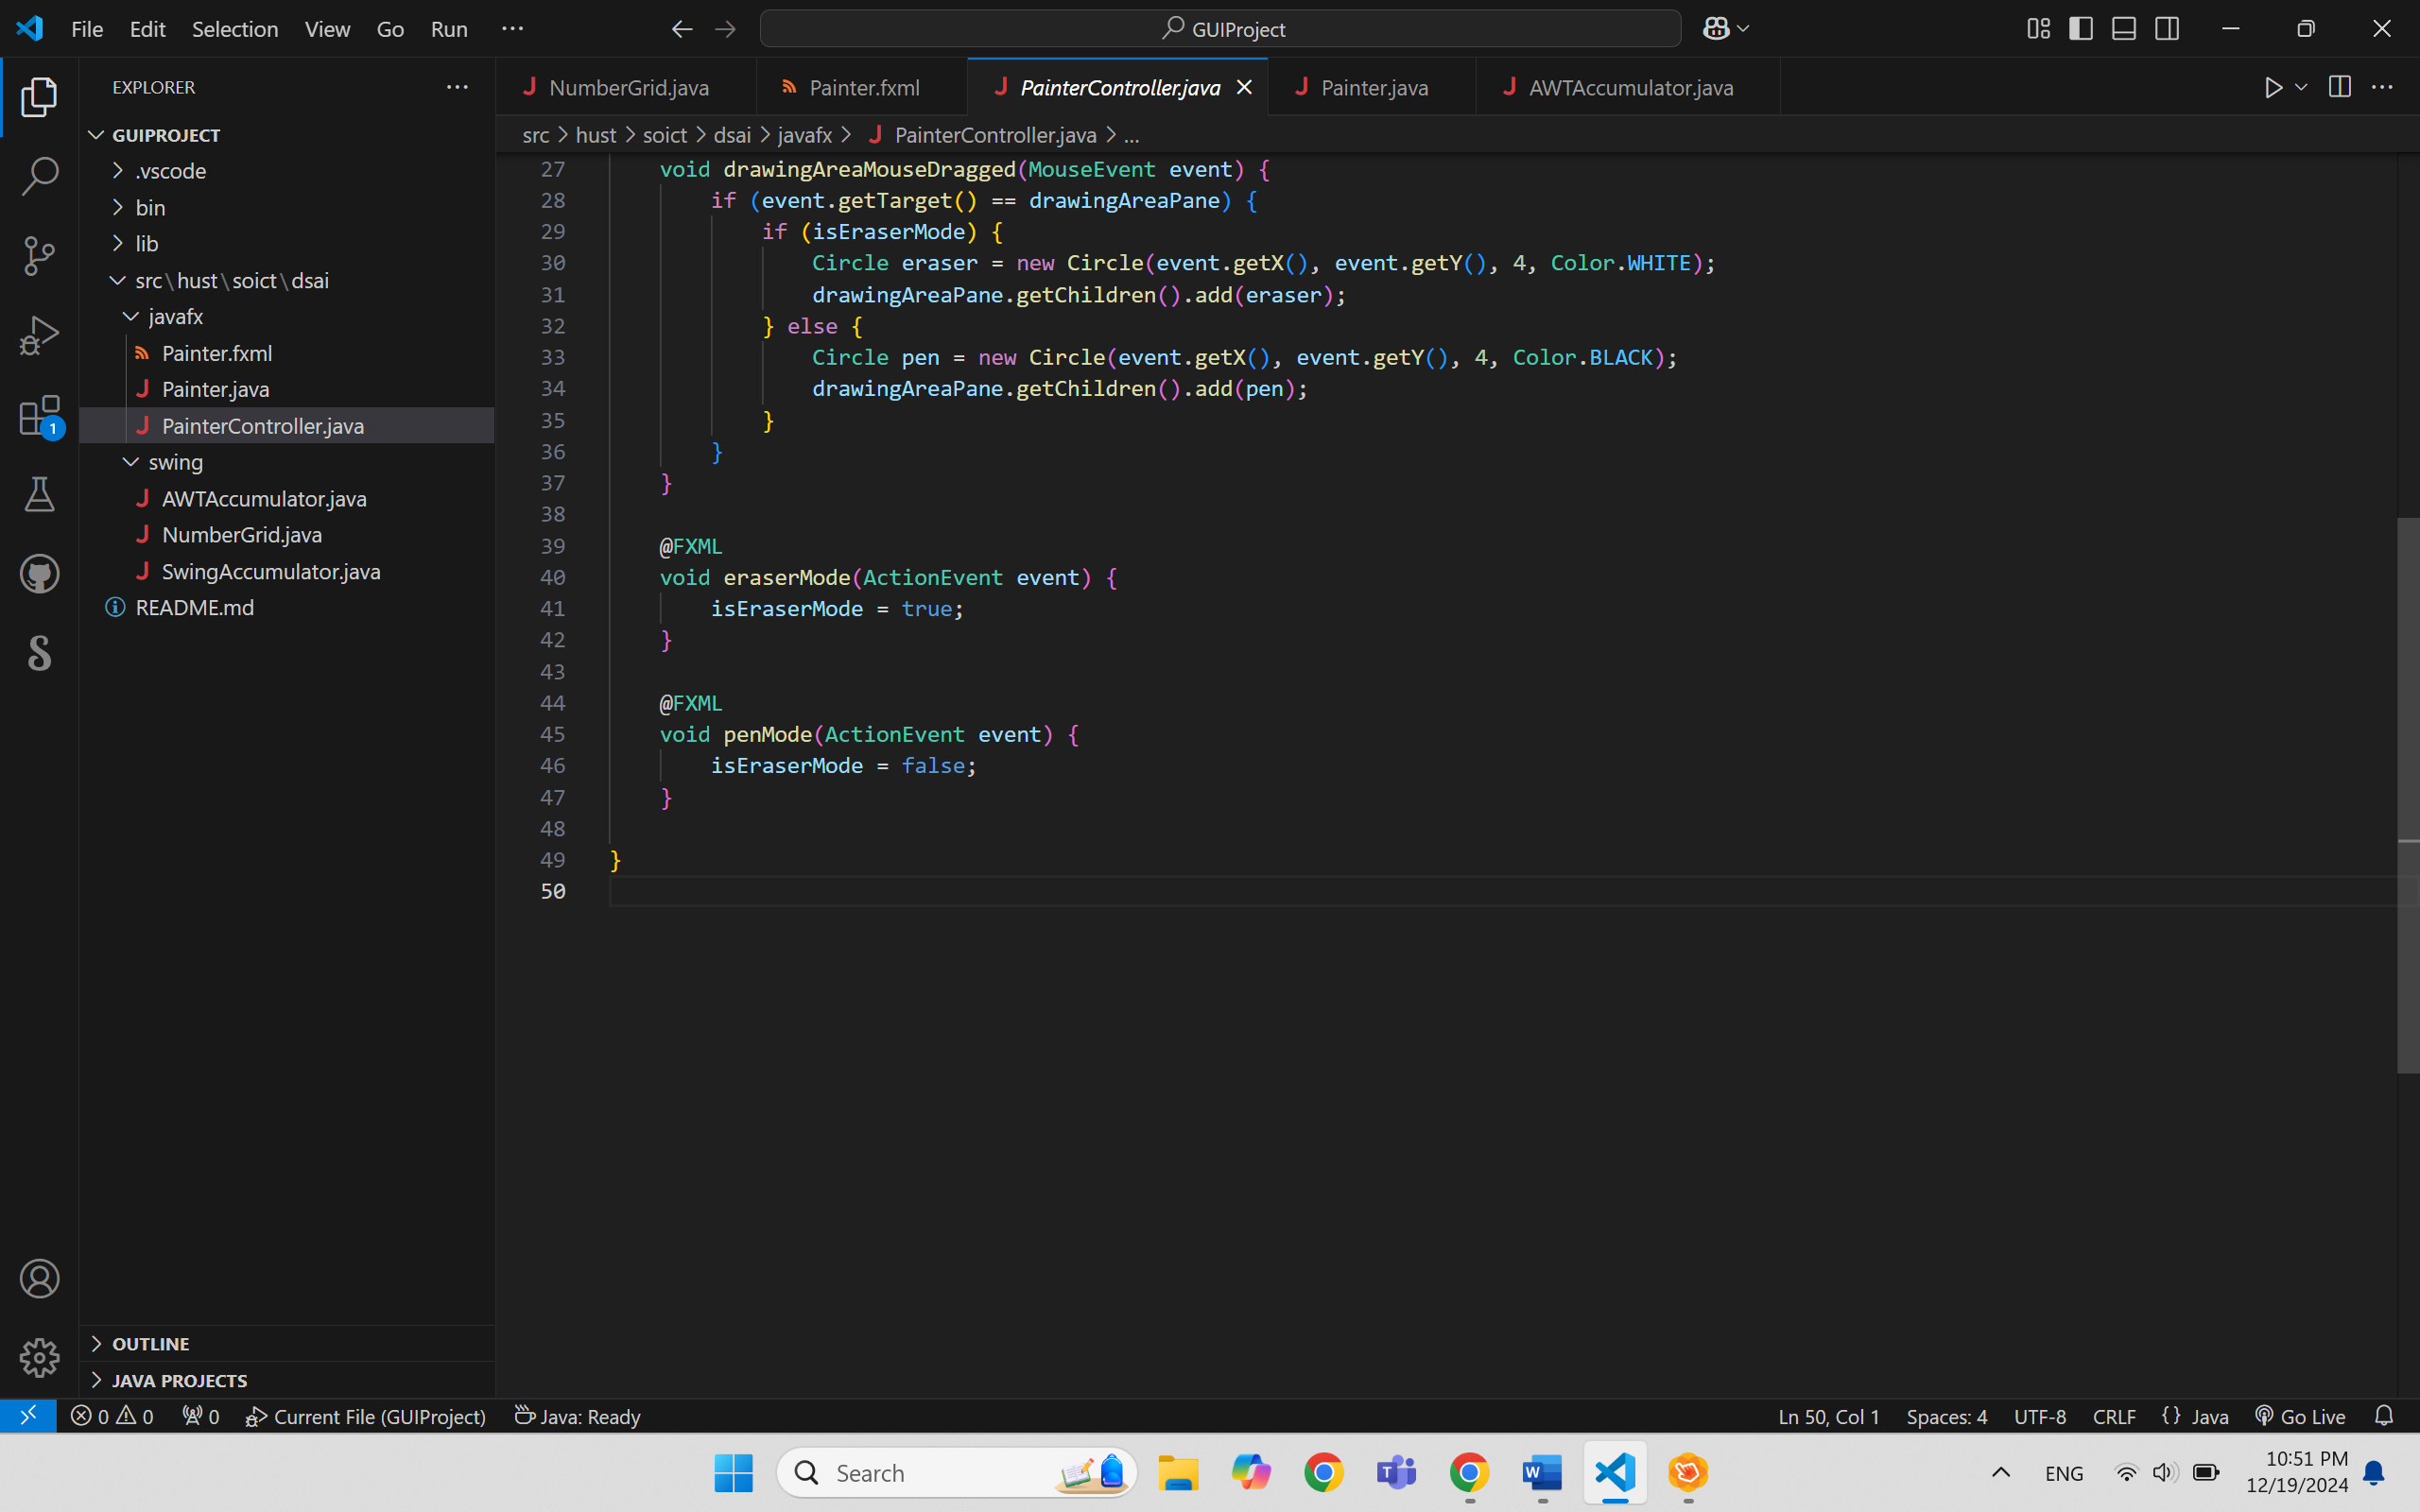 File Edit Selection View Go Run ··· GUIProject
EXPLORER
NumberGrid.java Painter.fxml PainterController.java Painter.java AWTAccumulator.java
src > hust > soict > dsai > javafx > J PainterController.java > ...
GUIPROJECT
.vscode
bin
lib
src\hust\soict\dsai
javafx
Painter.fxml
J Painter.java
J PainterController.java
swing
J AWTAccumulator.java
J NumberGrid.java
J SwingAccumulator.java
README.md
1
OUTLINE
JAVA PROJECTS
27 void drawingAreaMouseDragged(MouseEvent event) {
28 if (event.getTarget() == drawingAreaPane) {
29 if (isEraserMode) {
30 Circle eraser = new Circle(event.getX(), event.getY(), 4, Color.WHITE);
31 drawingAreaPane.getChildren().add(eraser);
32 } else {
33 Circle pen = new Circle(event.getX(), event.getY(), 4, Color.BLACK);
34 drawingAreaPane.getChildren().add(pen);
35 }
36 }
37 }
38
39 @FXML
40 void eraserMode(ActionEvent event) {
41 isEraserMode = true;
42 }
43
44 @FXML
45 void penMode(ActionEvent event) {
46 isEraserMode = false;
47 }
48
49 }
50
0 0 0 Current File (GUIProject) Java: Ready Ln 50, Col 1 Spaces: 4 UTF-8 CRLF {} Java Go Live
Search ENG 10:51 PM
12/19/2024